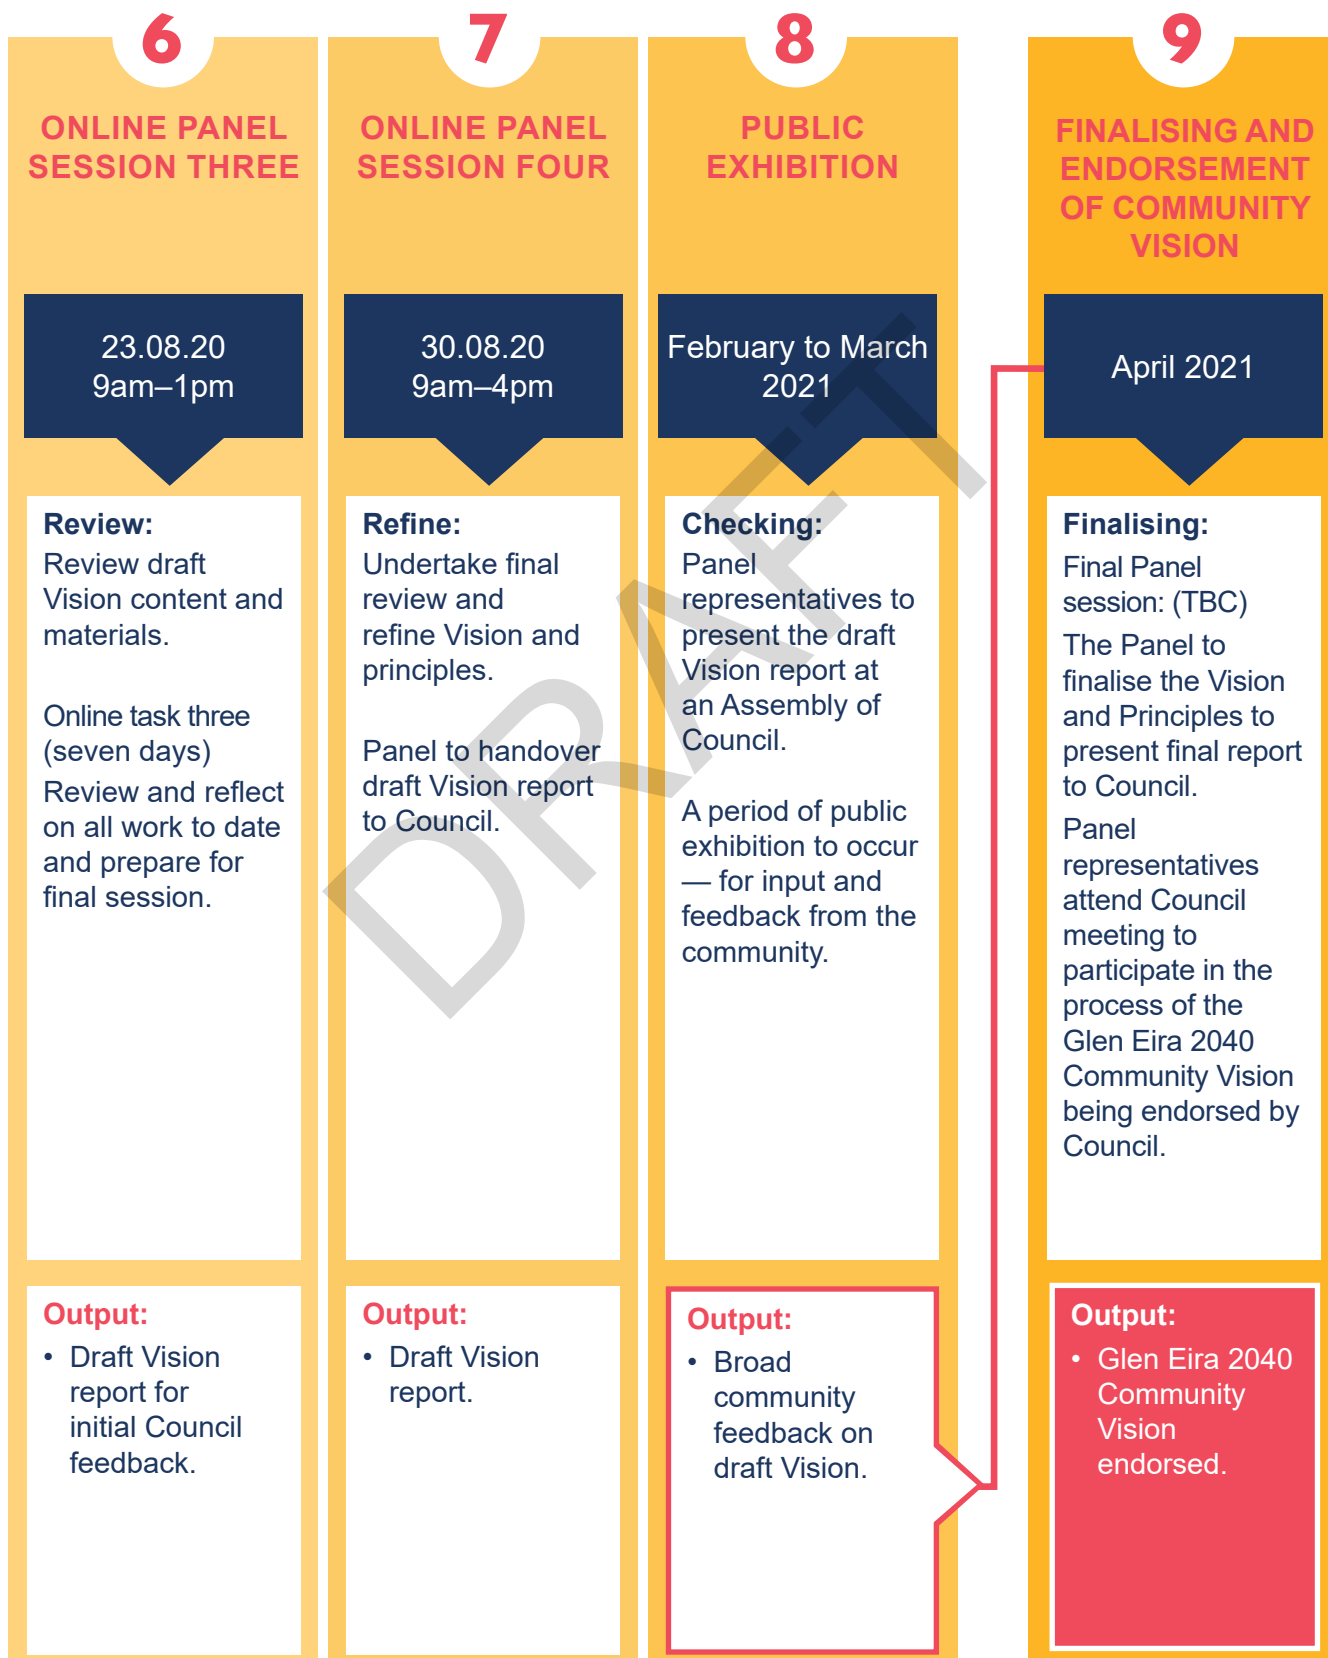 6
ONLINE PANEL
SESSION THREE
23.08.20
9am–1pm
Review:
Review draft
Vision content and
materials.
Online task three
(seven days)
Review and reflect
on all work to date
and prepare for
final session.
Output:
• Draft Vision
report for
initial Council
feedback.
7
ONLINE PANEL
SESSION FOUR
30.08.20
9am–4pm
Refine:
Undertake final
review and
refine Vision and
principles.
Panel to handover
draft Vision report
to Council.
Output:
• Draft Vision
report.
8
PUBLIC
EXHIBITION
February to March
2021
Checking:
Panel
representatives to
present the draft
Vision report at
an Assembly of
Council.
A period of public
exhibition to occur
— for input and
feedback from the
community.
Output:
• Broad
community
feedback on
draft Vision.
9
FINALISING AND
ENDORSEMENT
OF COMMUNITY
VISION
April 2021
Finalising:
Final Panel
session: (TBC)
The Panel to
finalise the Vision
and Principles to
present final report
to Council.
Panel
representatives
attend Council
meeting to
participate in the
process of the
Glen Eira 2040
Community Vision
being endorsed by
Council.
Output:
• Glen Eira 2040
Community
Vision
endorsed.
DRAFT